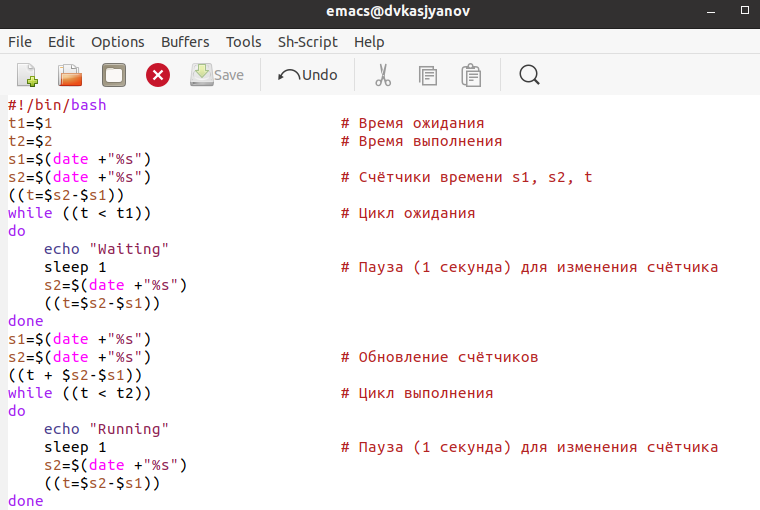 emacs@dvkasjyanov
File Edit Options Buffers Tools Sh-Script Help
Save Undo
#!/bin/bash
t1=$1 # Время ожидания
t2=$2 # Время выполнения
s1=$(date +"%s")
s2=$(date +"%s") # Счётчики времени s1, s2, t
((t=$s2-$s1))
while ((t < t1)) # Цикл ожидания
do
    echo "Waiting"
    sleep 1 # Пауза (1 секунда) для изменения счётчика
    s2=$(date +"%s")
    ((t=$s2-$s1))
done
s1=$(date +"%s")
s2=$(date +"%s") # Обновление счётчиков
((t + $s2-$s1))
while ((t < t2)) # Цикл выполнения
do
    echo "Running"
    sleep 1 # Пауза (1 секунда) для изменения счётчика
    s2=$(date +"%s")
    ((t=$s2-$s1))
done